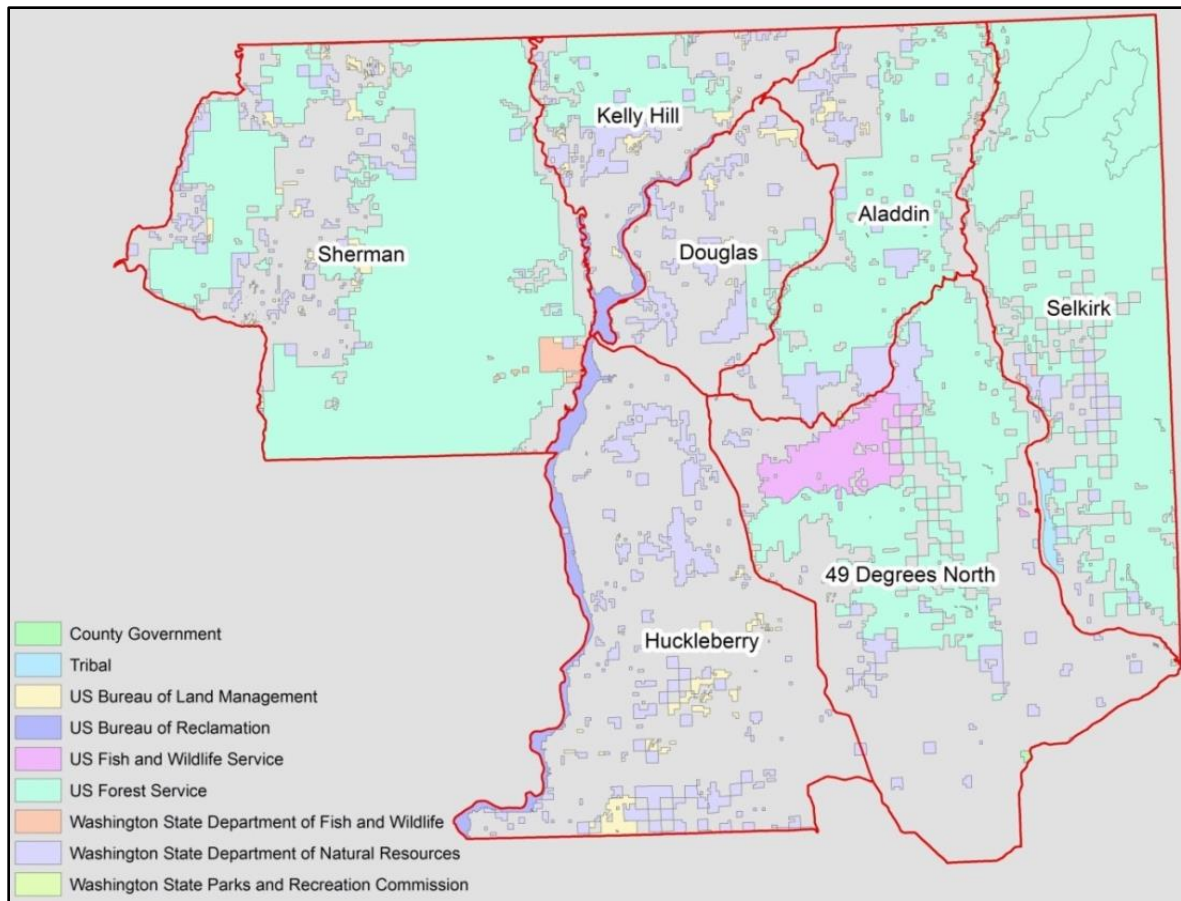 Kelly Hill
Aladdin
Sherman
Douglas
Selkirk
49 Degrees North
Huckleberry
County Government
Tribal
US Bureau of Land Management
US Bureau of Reclamation
US Fish and Wildlife Service
US Forest Service
Washington State Department of Fish and Wildlife
Washington State Department of Natural Resources
Washington State Parks and Recreation Commission